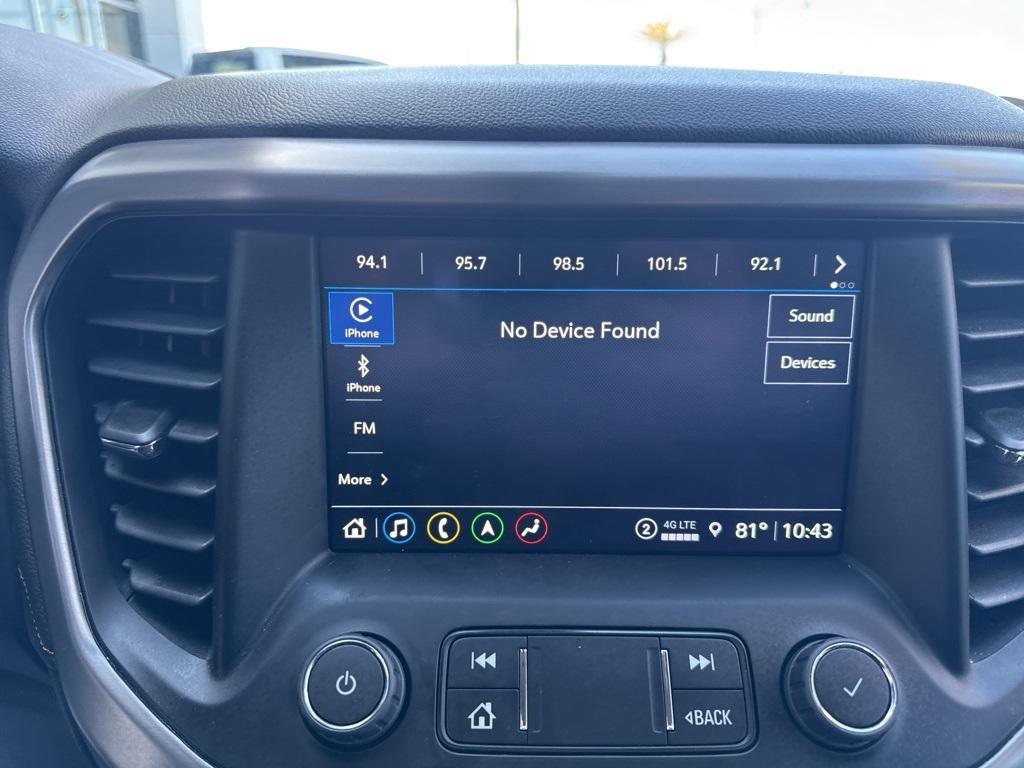 94.1 95.7 98.5 101.5 92.1
iPhone
No Device Found
Sound
iPhone
Devices
FM
More
2 4G LTE 81° 10:43
BACK